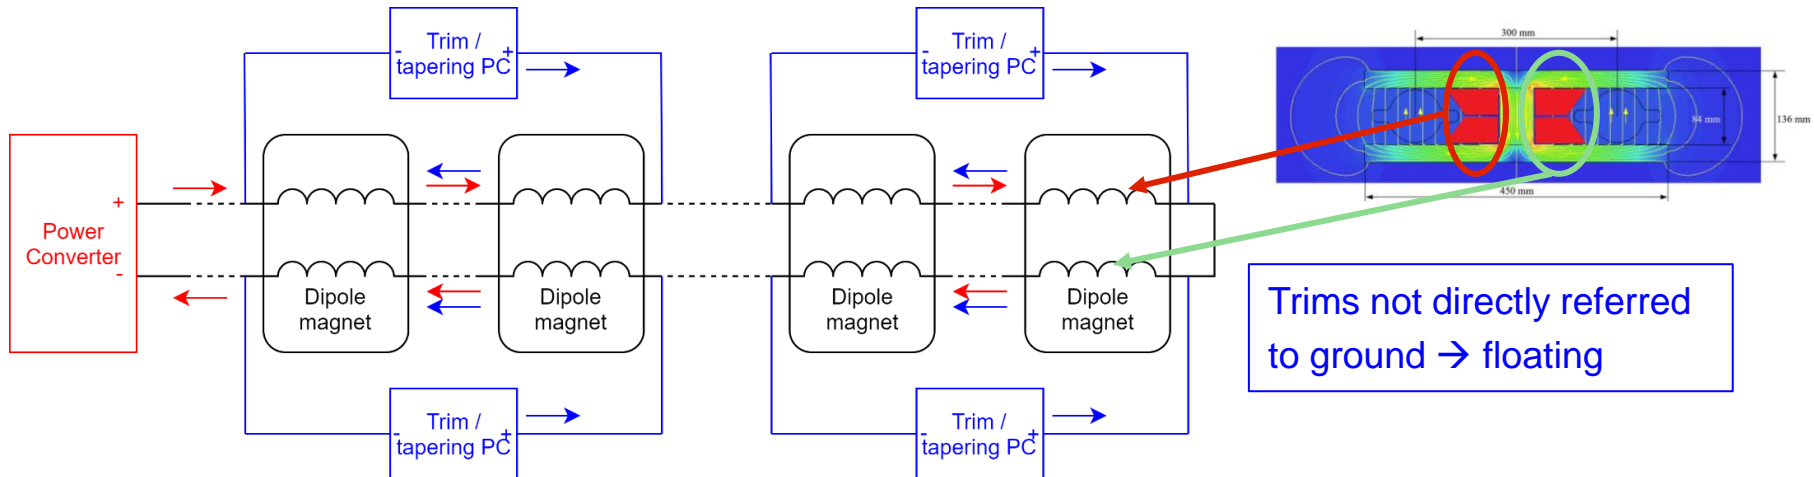 Trim /
- tapering PC +
Trim /
- tapering PC +
300 mm
84 mm
136 mm
450 mm
+
Power
Converter
-
Dipole
magnet
Dipole
magnet
Dipole
magnet
Dipole
magnet
Trims not directly referred
to ground → floating
Trim /
- tapering PC +
Trim /
- tapering PC +